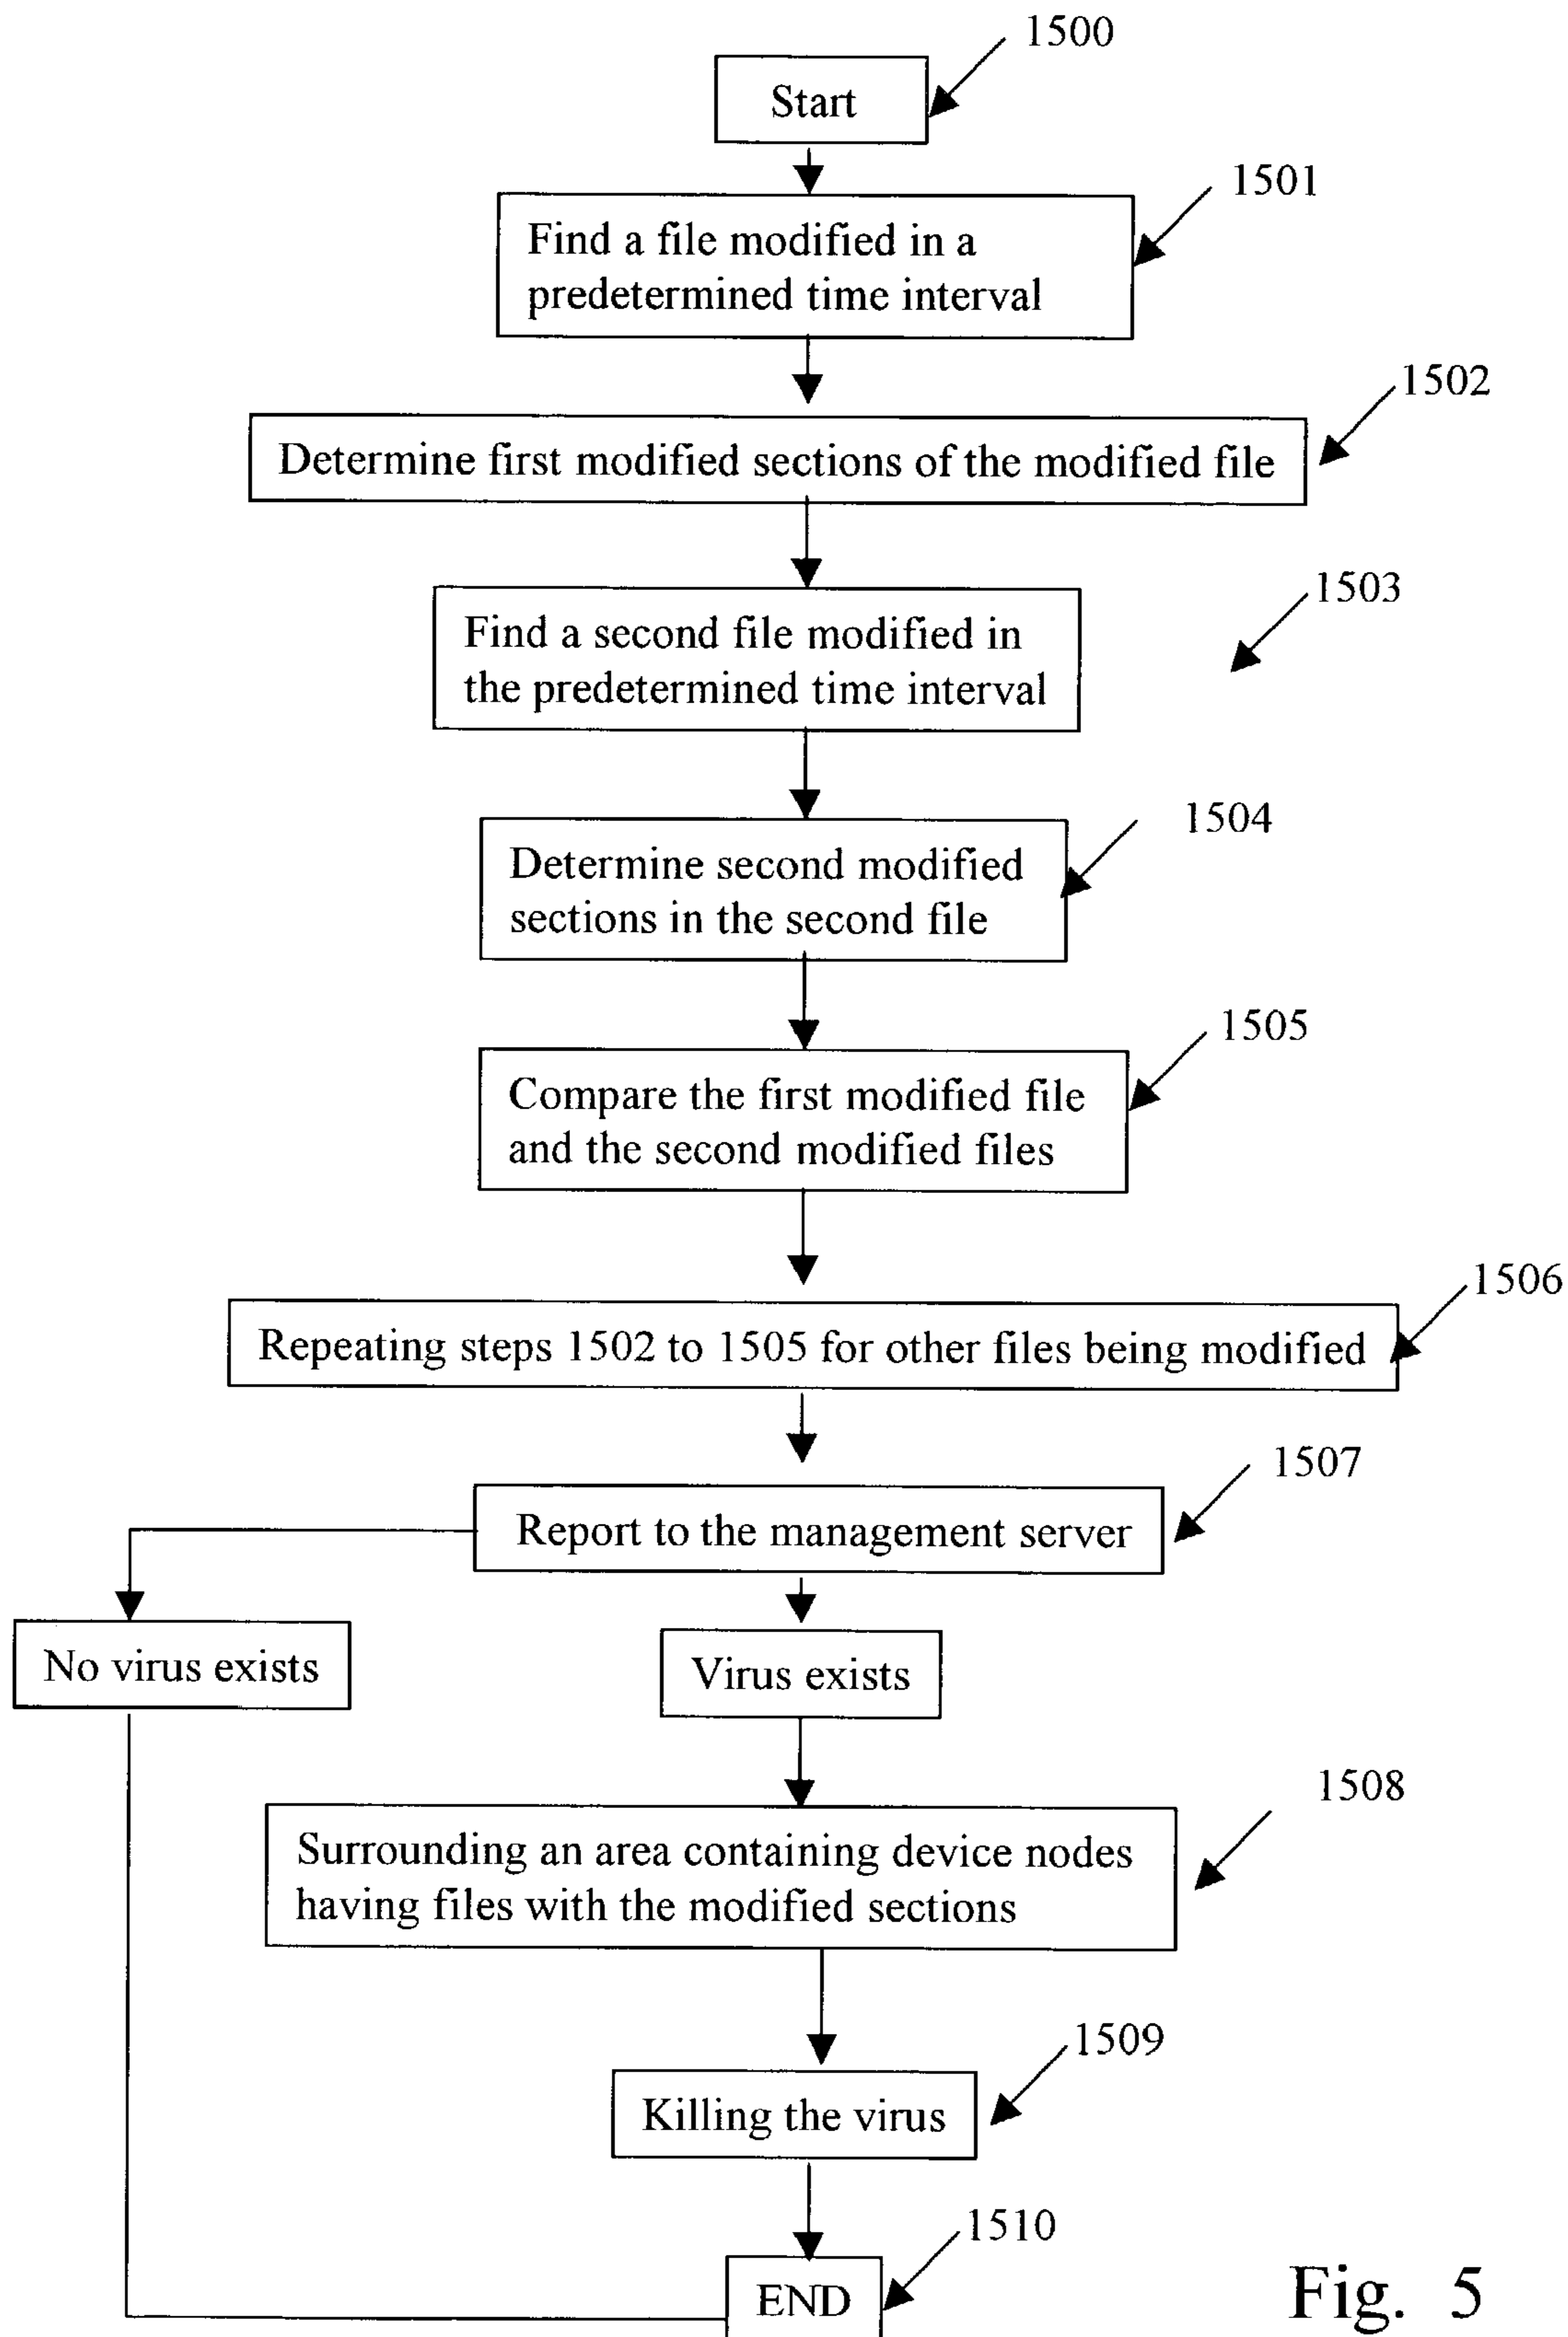 1500
Start
1501
Find a file modified in a
predetermined time interval
1502
Determine first modified sections of the modified file
1503
Find a second file modified in
the predetermined time interval
1504
Determine second modified
sections in the second file
1505
Compare the first modified file
and the second modified files
1506
Repeating steps 1502 to 1505 for other files being modified
1507
Report to the management server
No virus exists
Virus exists
1508
Surrounding an area containing device nodes
having files with the modified sections
1509
Killing the virus
1510
END
Fig. 5